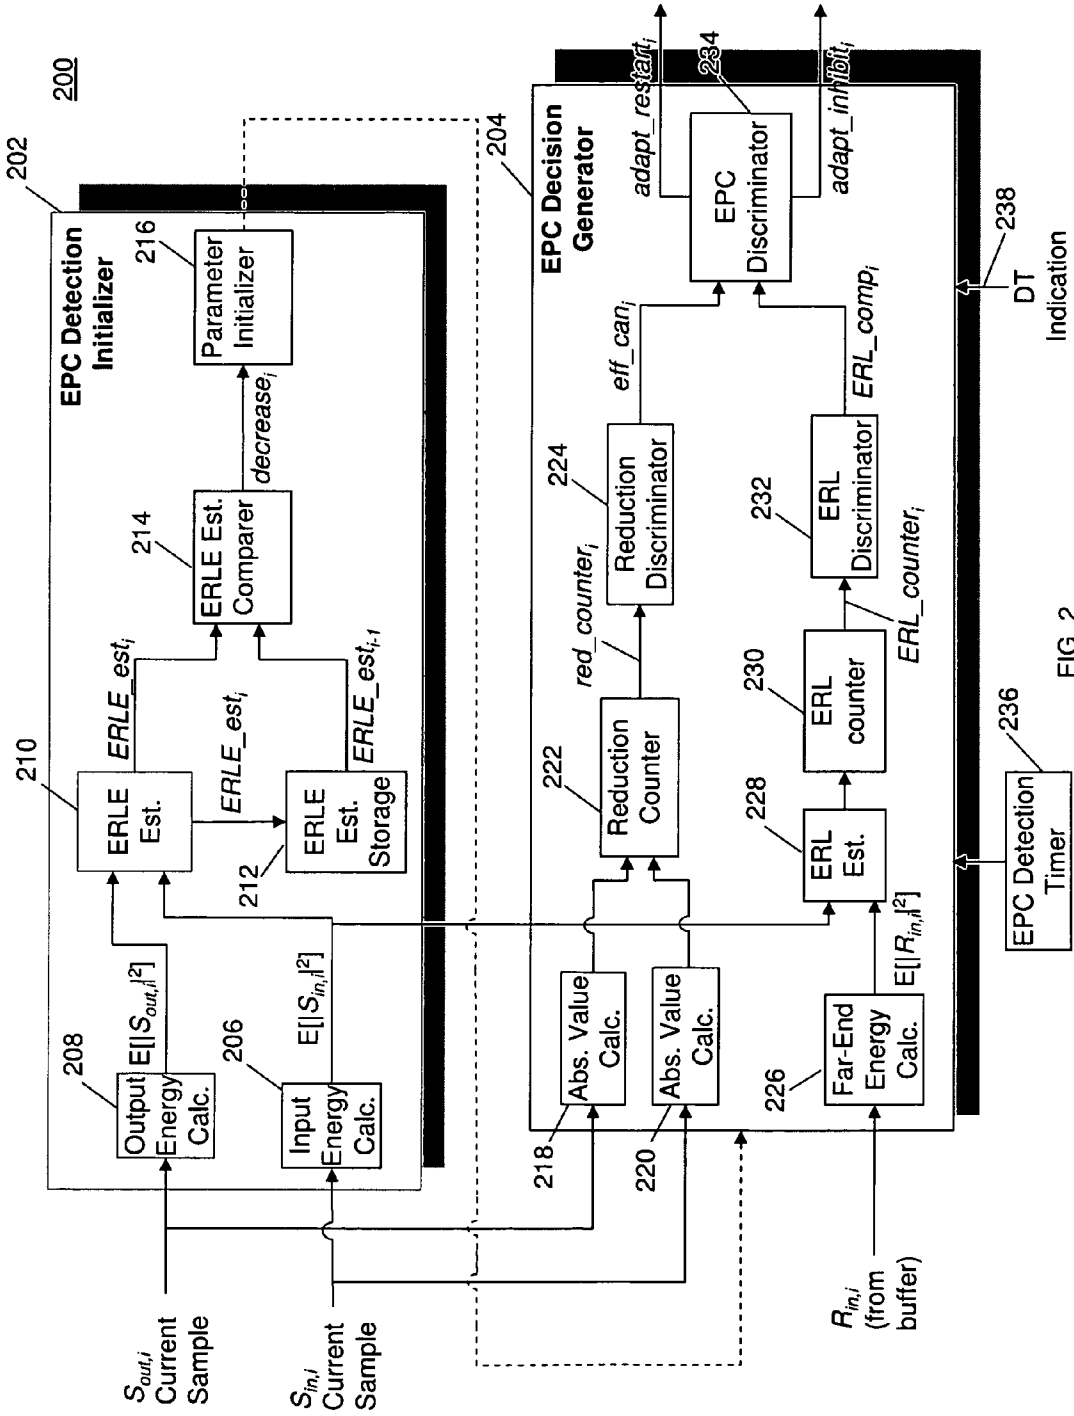 200
202
EPC Detection
Initializer
S_out,i
Current
Sample
S_in,i
Current
Sample
208
Output
Energy
Calc.
E[|S_out,i|²]
206
Input
Energy
Calc.
E[|S_in,i|²]
210
ERLE
Est.
ERLE_est_i
ERLE_est_i
212
ERLE
Est.
Storage
ERLE_est_i-1
214
ERLE Est.
Comparer
decrease_i
216
Parameter
Initializer
204
EPC Decision
Generator
218
Abs. Value
Calc.
220
Abs. Value
Calc.
222
Reduction
Counter
red_counter_i
224
Reduction
Discriminator
eff_can_i
R_in,i
(from
buffer)
226
Far-End
Energy
Calc.
E[|R_in,i|²]
228
ERL
Est.
230
ERL
counter
ERL_counter_i
232
ERL
Discriminator
ERL_comp_i
234
EPC
Discriminator
adapt_restart_i
adapt_inhibit_i
EPC Detection
Timer
236
DT
Indication
238
FIG. 2